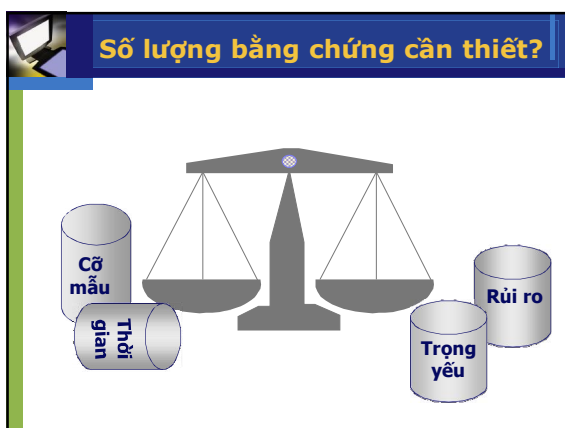 Số lượng bằng chứng cần thiết?
Cỡ
mẫu
Thời
gian
Rủi ro
Trọng
yếu